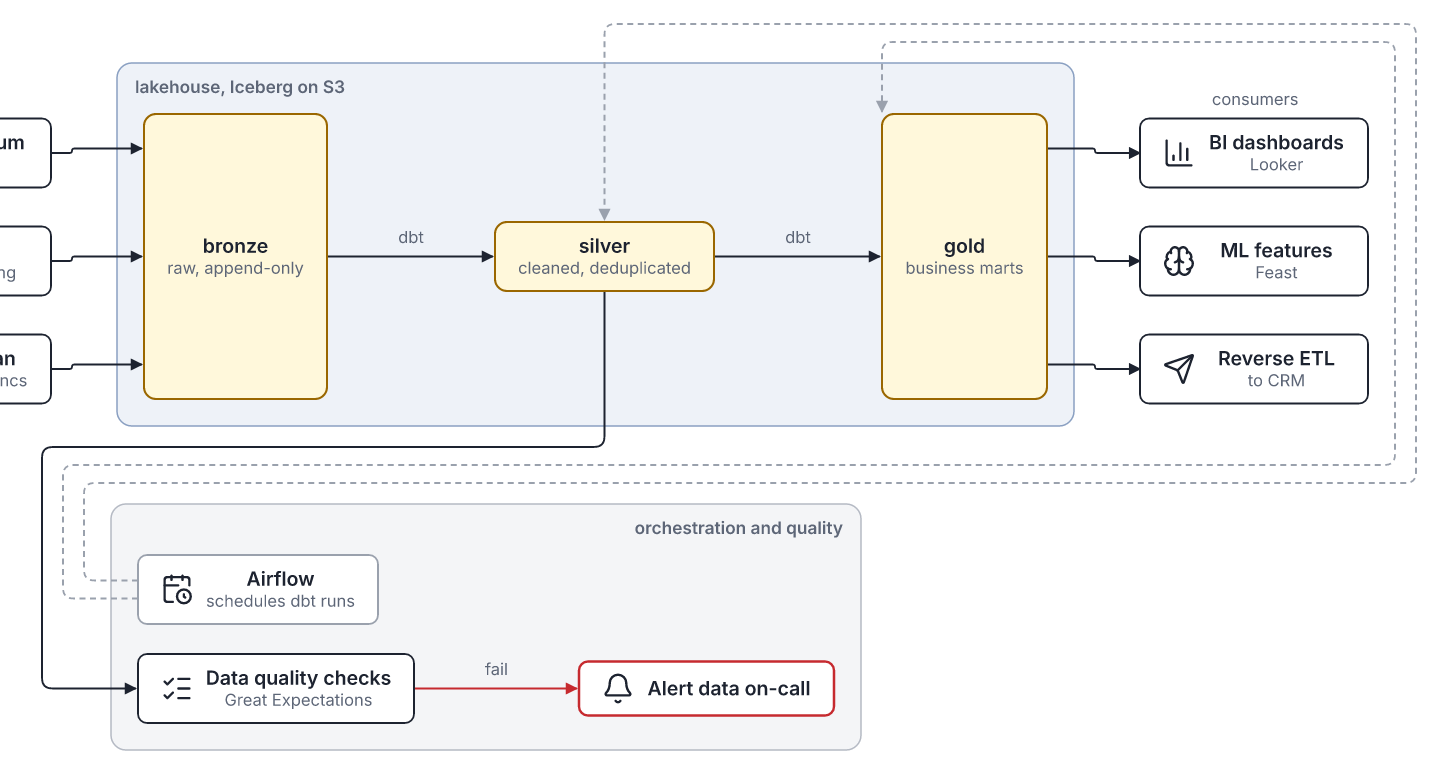 lakehouse, Iceberg on S3
um
ng
an
ncs
bronze
raw, append-only
dbt
silver
cleaned, deduplicated
dbt
gold
business marts
consumers
BI dashboards
Looker
ML features
Feast
Reverse ETL
to CRM
orchestration and quality
Airflow
schedules dbt runs
Data quality checks
Great Expectations
fail
Alert data on-call